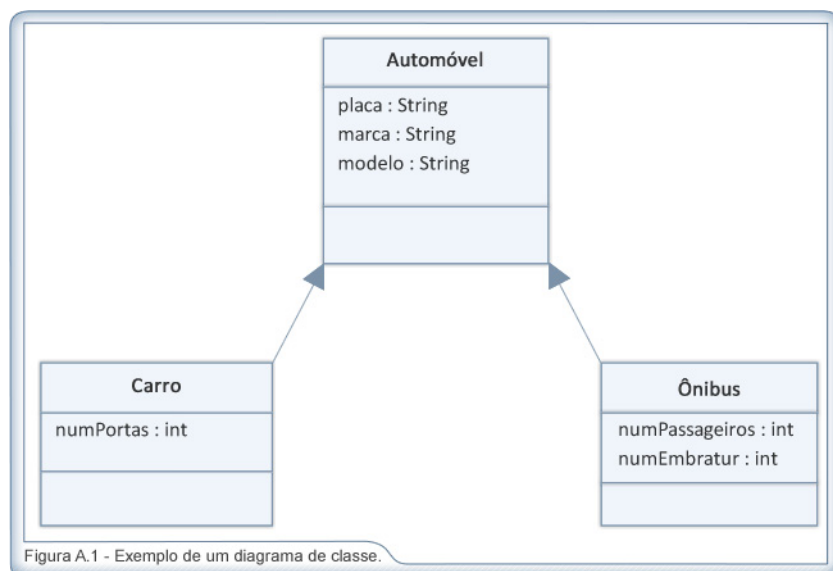 Automóvel
placa : String
marca : String
modelo : String
Carro
numPortas : int
Ônibus
numPassageiros : int
numEmbratur : int
Figura A.1 - Exemplo de um diagrama de classe.